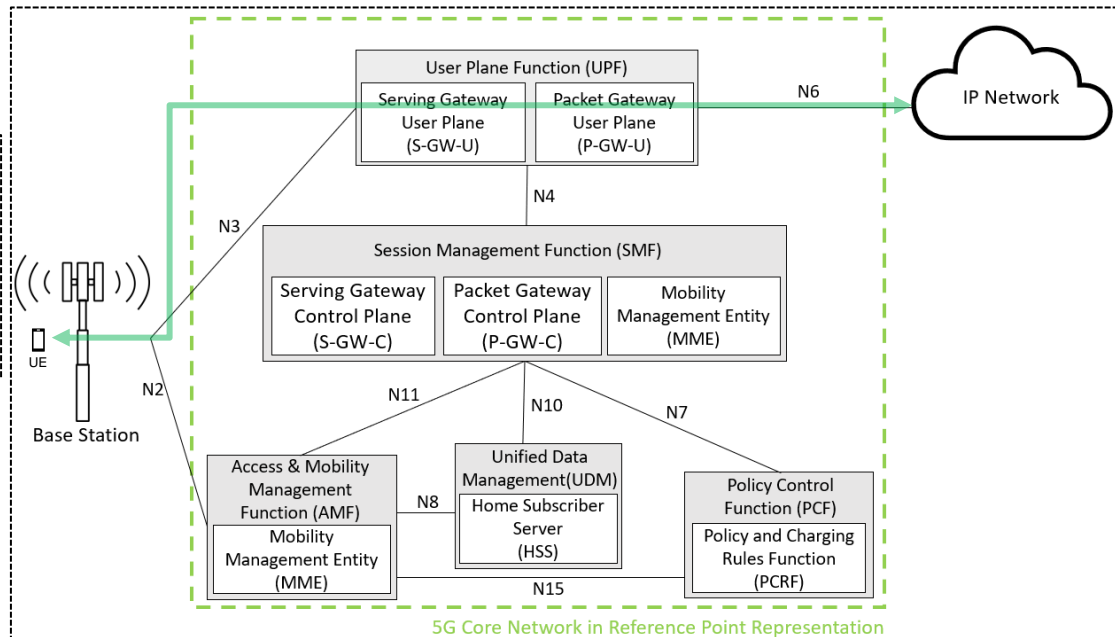 User Plane Function (UPF)
Serving Gateway
User Plane
(S-GW-U)
Packet Gateway
User Plane
(P-GW-U)
N6
IP Network
N3
N4
Session Management Function (SMF)
Serving Gateway
Control Plane
(S-GW-C)
Packet Gateway
Control Plane
(P-GW-C)
Mobility
Management Entity
(MME)
UE
Base Station
N2
N11
N10
N7
Access & Mobility
Management
Function (AMF)
Mobility
Management Entity
(MME)
N8
Unified Data
Management(UDM)
Home Subscriber
Server
(HSS)
Policy Control
Function (PCF)
Policy and Charging
Rules Function
(PCRF)
N15
5G Core Network in Reference Point Representation